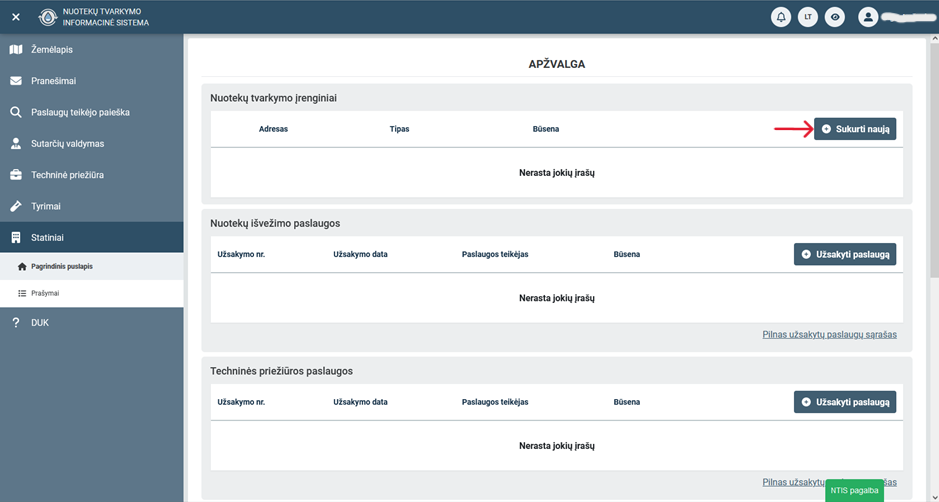 NUOTEKŲ TVARKYMO
INFORMACINĖ SISTEMA
LT
Žemėlapis
Pranešimai
Paslaugų teikėjo paieška
Sutarčių valdymas
Techninė priežiūra
Tyrimai
Statiniai
Pagrindinis puslapis
Prašymai
? DUK
APŽVALGA
Nuotekų tvarkymo įrenginiai
Adresas Tipas Būsena Sukurti naują
Nerasta jokių įrašų
Nuotekų išvežimo paslaugos
Užsakymo nr. Užsakymo data Paslaugos teikėjas Būsena Užsakyti paslaugą
Nerasta jokių įrašų
Pilnas užsakytų paslaugų sąrašas
Techninės priežiūros paslaugos
Užsakymo nr. Užsakymo data Paslaugos teikėjas Būsena Užsakyti paslaugą
Nerasta jokių įrašų
Pilnas užsakytų
NTIS pagalba